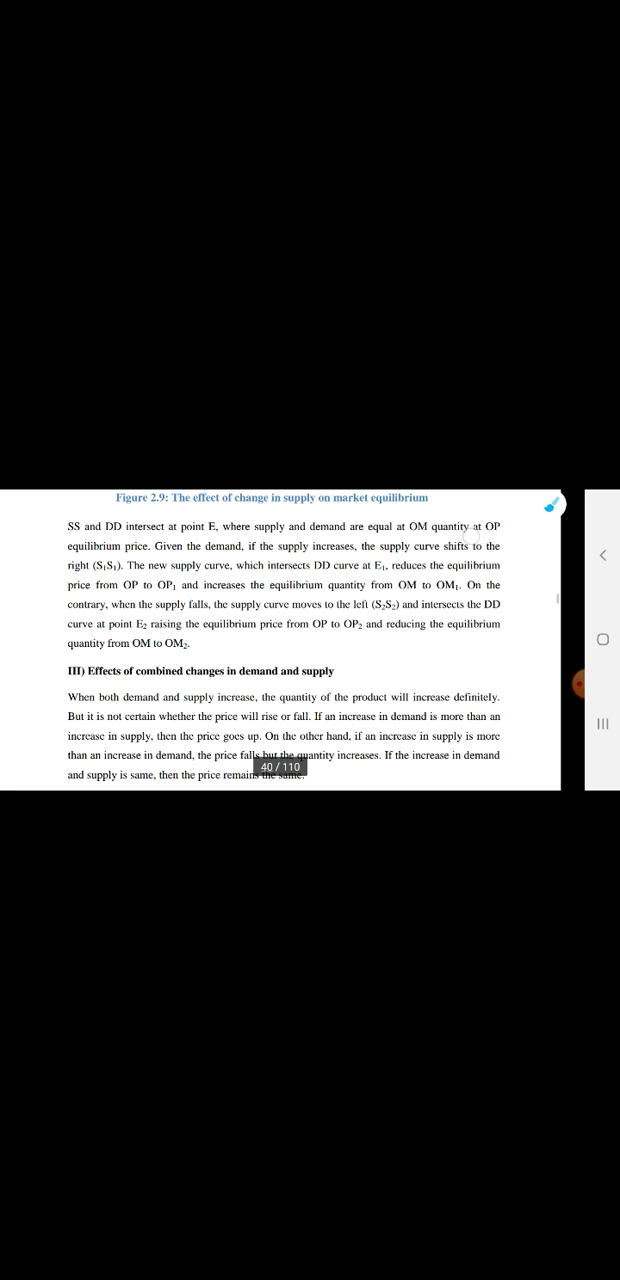 Figure 2.9: The effect of change in supply on market equilibrium
SS and DD intersect at point E, where supply and demand are equal at OM quantity at OP
equilibrium price. Given the demand, if the supply increases, the supply curve shifts to the
right (S₁S₁). The new supply curve, which intersects DD curve at E₁, reduces the equilibrium
price from OP to OP₁ and increases the equilibrium quantity from OM to OM₁. On the
contrary, when the supply falls, the supply curve moves to the left (S₂S₂) and intersects the DD
curve at point E₂ raising the equilibrium price from OP to OP₂ and reducing the equilibrium
quantity from OM to OM₂.
III) Effects of combined changes in demand and supply
When both demand and supply increase, the quantity of the product will increase definitely.
But it is not certain whether the price will rise or fall. If an increase in demand is more than an
increase in supply, then the price goes up. On the other hand, if an increase in supply is more
than an increase in demand, the price falls but the quantity increases. If the increase in demand
and supply is same, then the price remains the same.
40 / 110